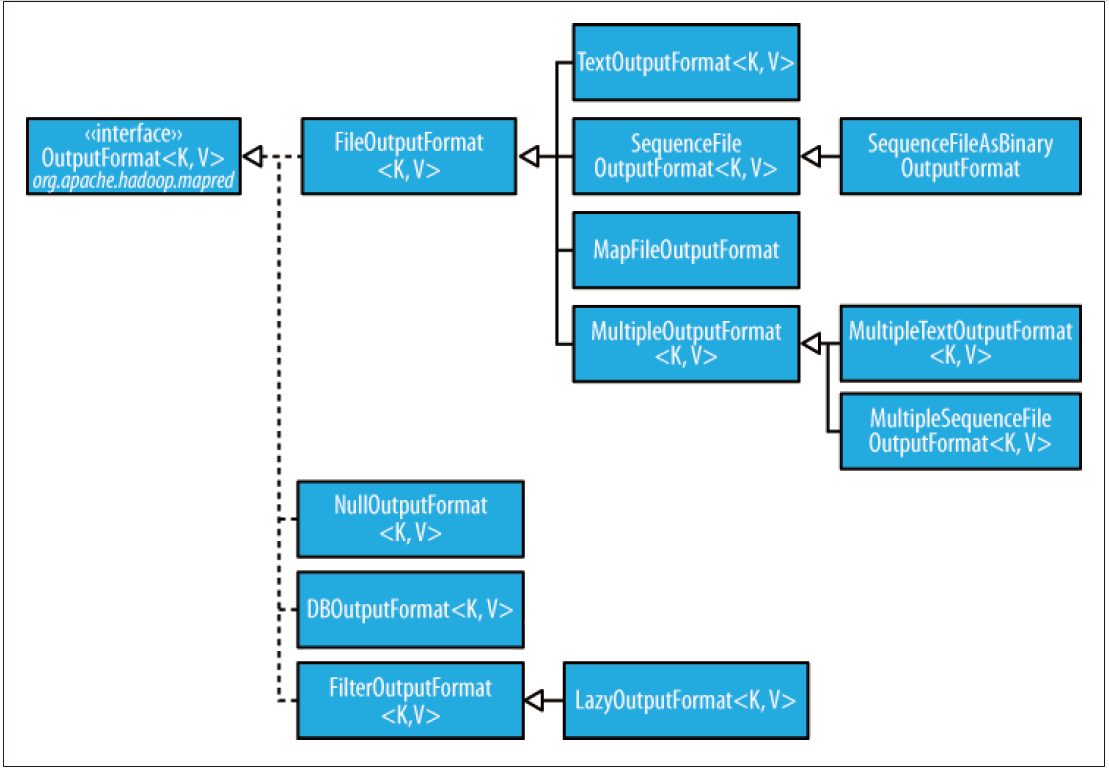 TextOutputFormat<K, V>
‹‹interface››
OutputFormat<K, V>
org.apache.hadoop.mapred
FileOutputFormat
<K, V>
SequenceFile
OutputFormat<K, V>
SequenceFileAsBinary
OutputFormat
MapFileOutputFormat
MultipleOutputFormat
<K, V>
MultipleTextOutputFormat
<K, V>
MultipleSequenceFile
OutputFormat<K, V>
NullOutputFormat
<K, V>
DBOutputFormat<K, V>
FilterOutputFormat
<K,V>
LazyOutputFormat<K, V>